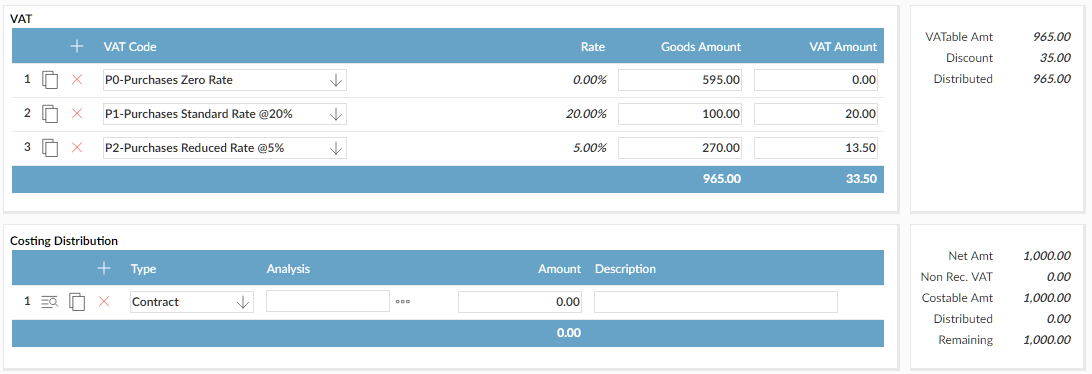 VAT
VAT Code Rate Goods Amount VAT Amount
1 P0-Purchases Zero Rate 0.00% 595.00 0.00
2 P1-Purchases Standard Rate @20% 20.00% 100.00 20.00
3 P2-Purchases Reduced Rate @5% 5.00% 270.00 13.50
965.00 33.50
VATable Amt 965.00
Discount 35.00
Distributed 965.00
Costing Distribution
Type Analysis Amount Description
1 Contract 0.00
0.00
Net Amt 1,000.00
Non Rec. VAT 0.00
Costable Amt 1,000.00
Distributed 0.00
Remaining 1,000.00